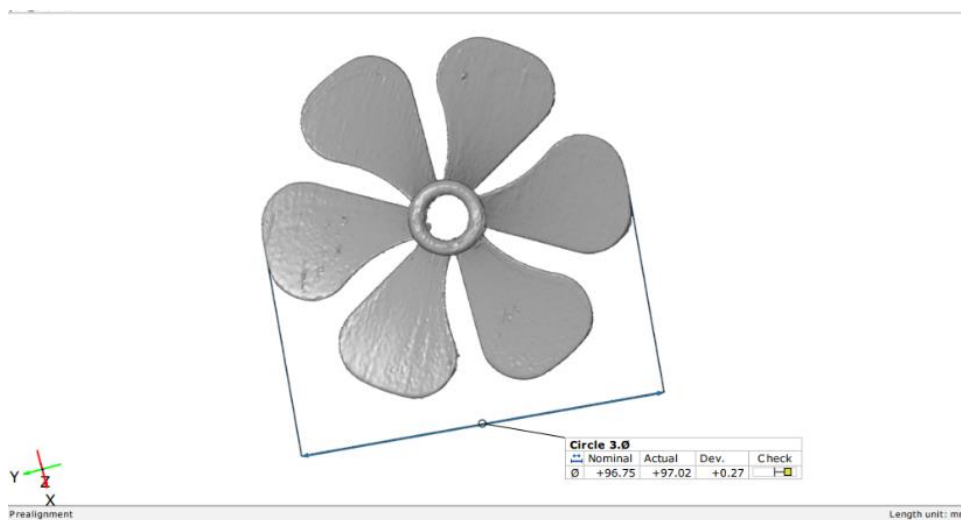 Circle 3.Ø
Nominal Actual Dev. Check
Ø +96.75 +97.02 +0.27
Y
Z
X
Prealignment
Length unit: m